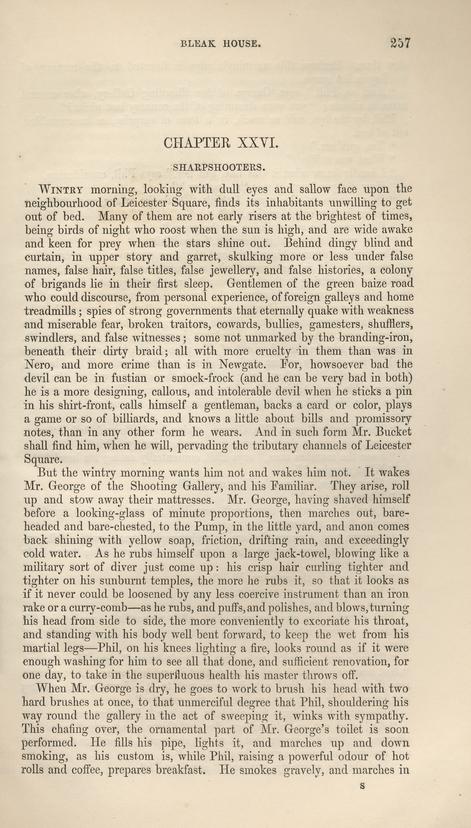 BLEAK HOUSE. 257
CHAPTER XXVI.
SHARPSHOOTERS.
WINTRY morning, looking with dull eyes and sallow face upon the
neighbourhood of Leicester Square, finds its inhabitants unwilling to get
out of bed. Many of them are not early risers at the brightest of times,
being birds of night who roost when the sun is high, and are wide awake
and keen for prey when the stars shine out. Behind dingy blind and
curtain, in upper story and garret, skulking more or less under false
names, false hair, false titles, false jewellery, and false histories, a colony
of brigands lie in their first sleep. Gentlemen of the green baize road
who could discourse, from personal experience, of foreign galleys and home
treadmills; spies of strong governments that eternally quake with weakness
and miserable fear, broken traitors, cowards, bullies, gamesters, shufflers,
swindlers, and false witnesses; some not unmarked by the branding-iron,
beneath their dirty braid; all with more cruelty in them than was in
Nero, and more crime than is in Newgate. For, howsoever bad the
devil can be in fustian or smock-frock (and he can be very bad in both)
he is a more designing, callous, and intolerable devil when he sticks a pin
in his shirt-front, calls himself a gentleman, backs a card or color, plays
a game or so of billiards, and knows a little about bills and promissory
notes, than in any other form he wears. And in such form Mr. Bucket
shall find him, when he will, pervading the tributary channels of Leicester
Square.
But the wintry morning wants him not and wakes him not. It wakes
Mr. George of the Shooting Gallery, and his Familiar. They arise, roll
up and stow away their mattresses. Mr. George, having shaved himself
before a looking-glass of minute proportions, then marches out, bare-
headed and bare-chested, to the Pump, in the little yard, and anon comes
back shining with yellow soap, friction, drifting rain, and exceedingly
cold water. As he rubs himself upon a large jack-towel, blowing like a
military sort of diver just come up: his crisp hair curling tighter and
tighter on his sunburnt temples, the more he rubs it, so that it looks as
if it never could be loosened by any less coercive instrument than an iron
rake or a curry-comb—as he rubs, and puffs, and polishes, and blows, turning
his head from side to side, the more conveniently to excoriate his throat,
and standing with his body well bent forward, to keep the wet from his
martial legs—Phil, on his knees lighting a fire, looks round as if it were
enough washing for him to see all that done, and sufficient renovation, for
one day, to take in the superfluous health his master throws off.
When Mr. George is dry, he goes to work to brush his head with two
hard brushes at once, to that unmerciful degree that Phil, shouldering his
way round the gallery in the act of sweeping it, winks with sympathy.
This chafing over, the ornamental part of Mr. George's toilet is soon
performed. He fills his pipe, lights it, and marches up and down
smoking, as his custom is, while Phil, raising a powerful odour of hot
rolls and coffee, prepares breakfast. He smokes gravely, and marches in
s